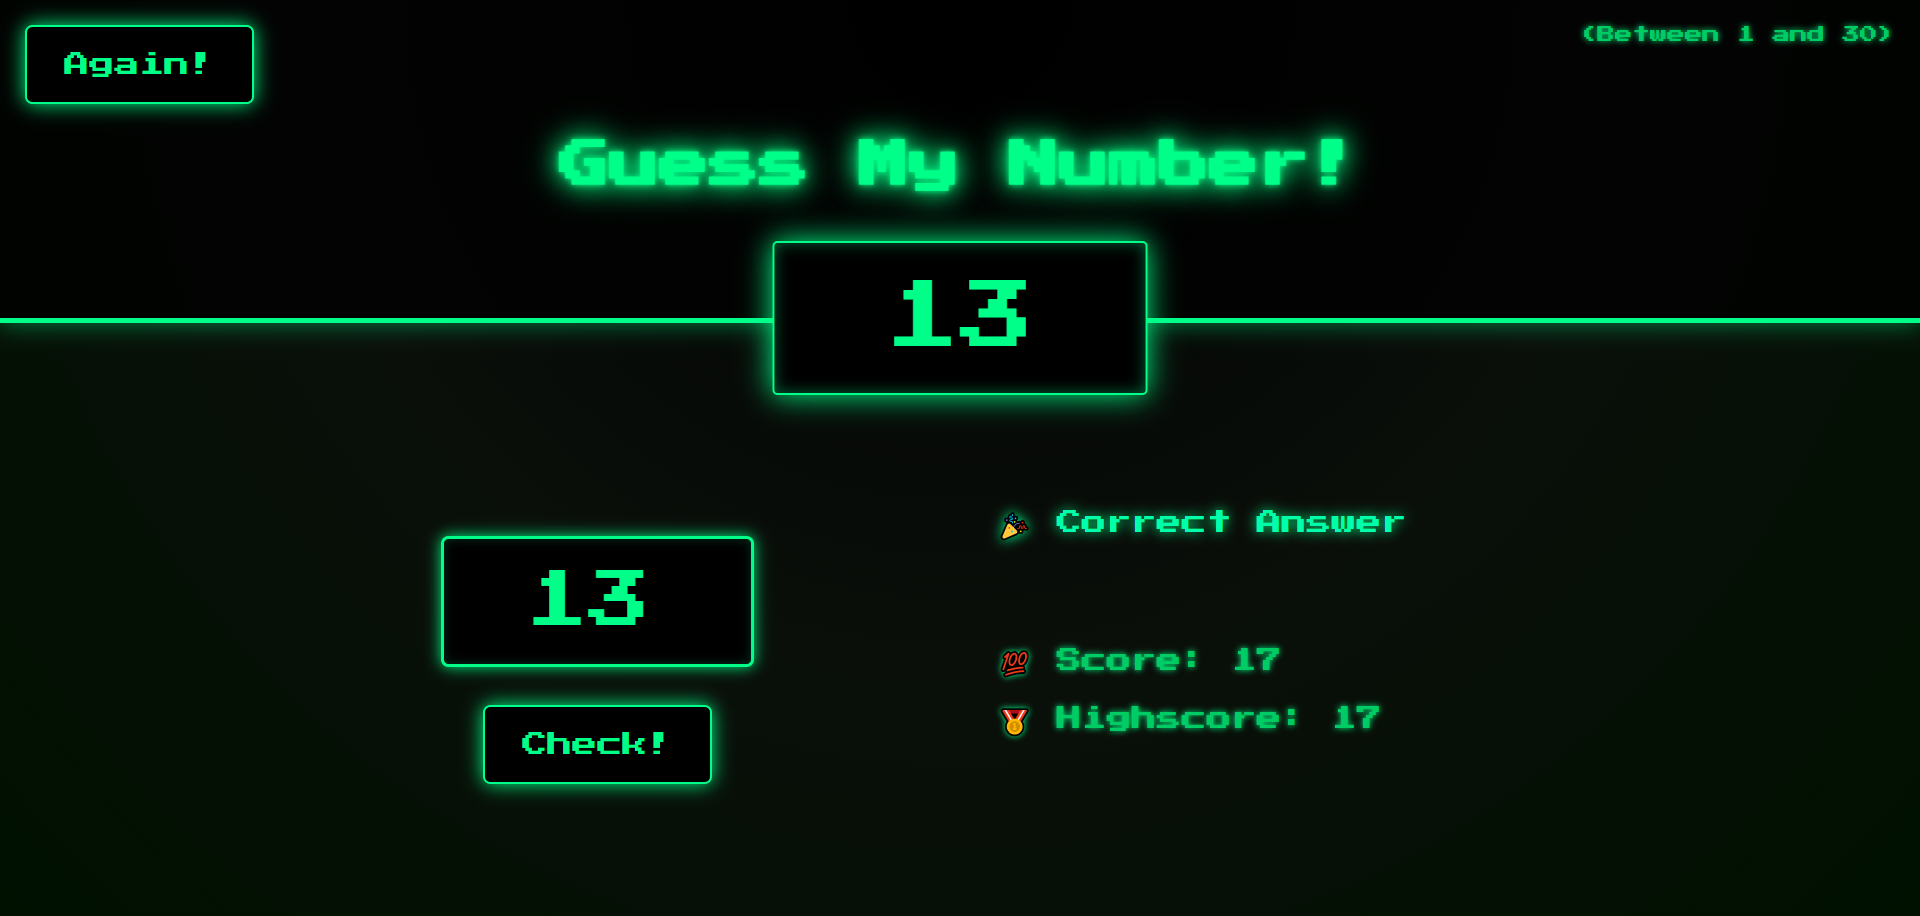 Again!
(Between 1 and 30)
Guess My Number!
13
13
Check!
🎉 Correct Answer
💯 Score: 17
🥇 Highscore: 17